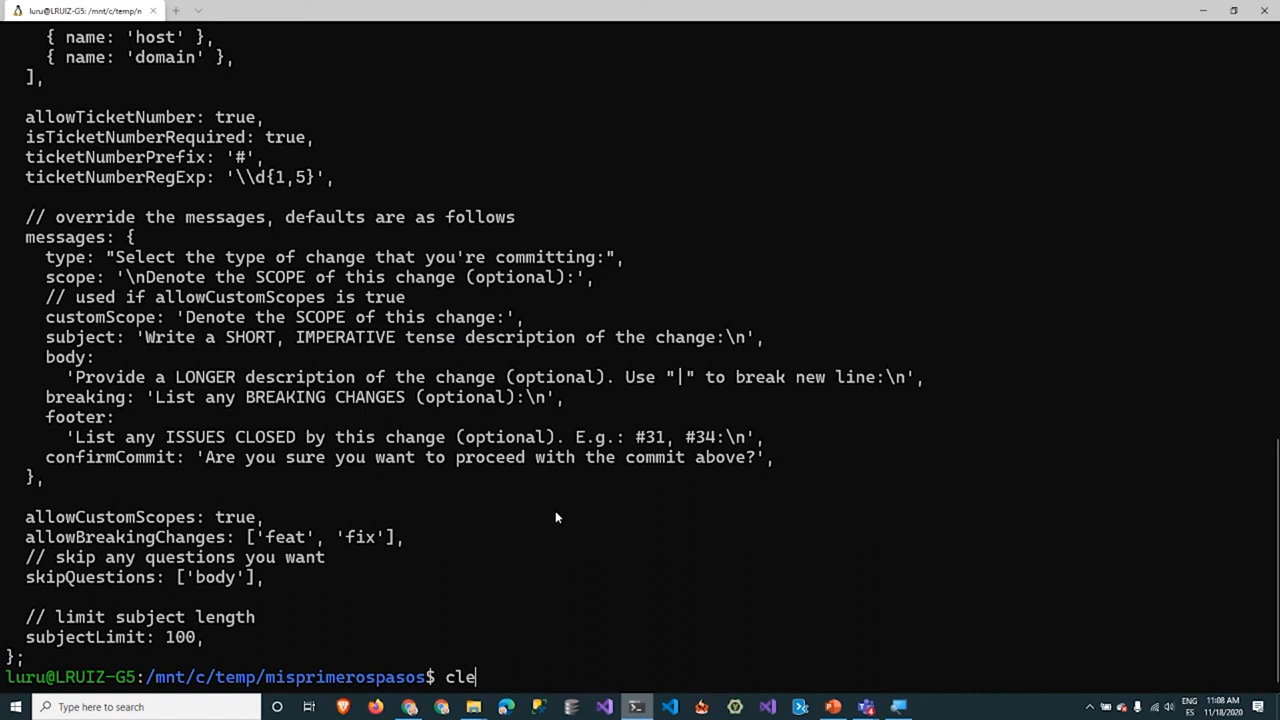 luru@LRUIZ-G5: /mnt/c/temp/n
{ name: 'host' },
{ name: 'domain' },
],
allowTicketNumber: true,
isTicketNumberRequired: true,
ticketNumberPrefix: '#',
ticketNumberRegExp: '\\d{1,5}',
// override the messages, defaults are as follows
messages: {
type: "Select the type of change that you're committing:",
scope: '\nDenote the SCOPE of this change (optional):',
// used if allowCustomScopes is true
customScope: 'Denote the SCOPE of this change:',
subject: 'Write a SHORT, IMPERATIVE tense description of the change:\n',
body:
'Provide a LONGER description of the change (optional). Use "|" to break new line:\n',
breaking: 'List any BREAKING CHANGES (optional):\n',
footer:
'List any ISSUES CLOSED by this change (optional). E.g.: #31, #34:\n',
confirmCommit: 'Are you sure you want to proceed with the commit above?',
},
allowCustomScopes: true,
allowBreakingChanges: ['feat', 'fix'],
// skip any questions you want
skipQuestions: ['body'],
// limit subject length
subjectLimit: 100,
};
luru@LRUIZ-G5:/mnt/c/temp/misprimerospasos$ cle
Type here to search
ENG
ES
11:08 AM
11/18/2020